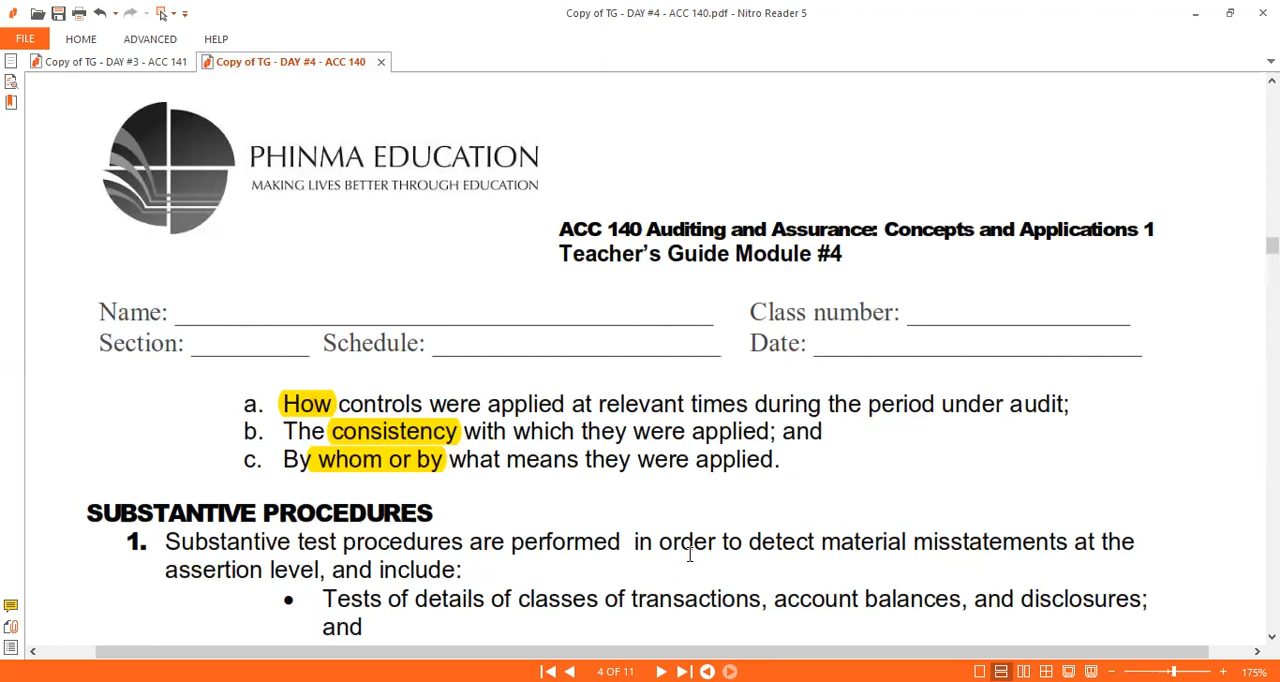 Copy of TG - DAY #4 - ACC 140.pdf - Nitro Reader 5
FILE HOME ADVANCED HELP
Copy of TG - DAY #3 - ACC 141 Copy of TG - DAY #4 - ACC 140
PHINMA EDUCATION
MAKING LIVES BETTER THROUGH EDUCATION
ACC 140 Auditing and Assurance: Concepts and Applications 1
Teacher's Guide Module #4
Name: Class number:
Section: Schedule: Date:
a. How controls were applied at relevant times during the period under audit;
b. The consistency with which they were applied; and
c. By whom or by what means they were applied.
SUBSTANTIVE PROCEDURES
1. Substantive test procedures are performed in order to detect material misstatements at the
assertion level, and include:
• Tests of details of classes of transactions, account balances, and disclosures;
and
4 OF 11 175%